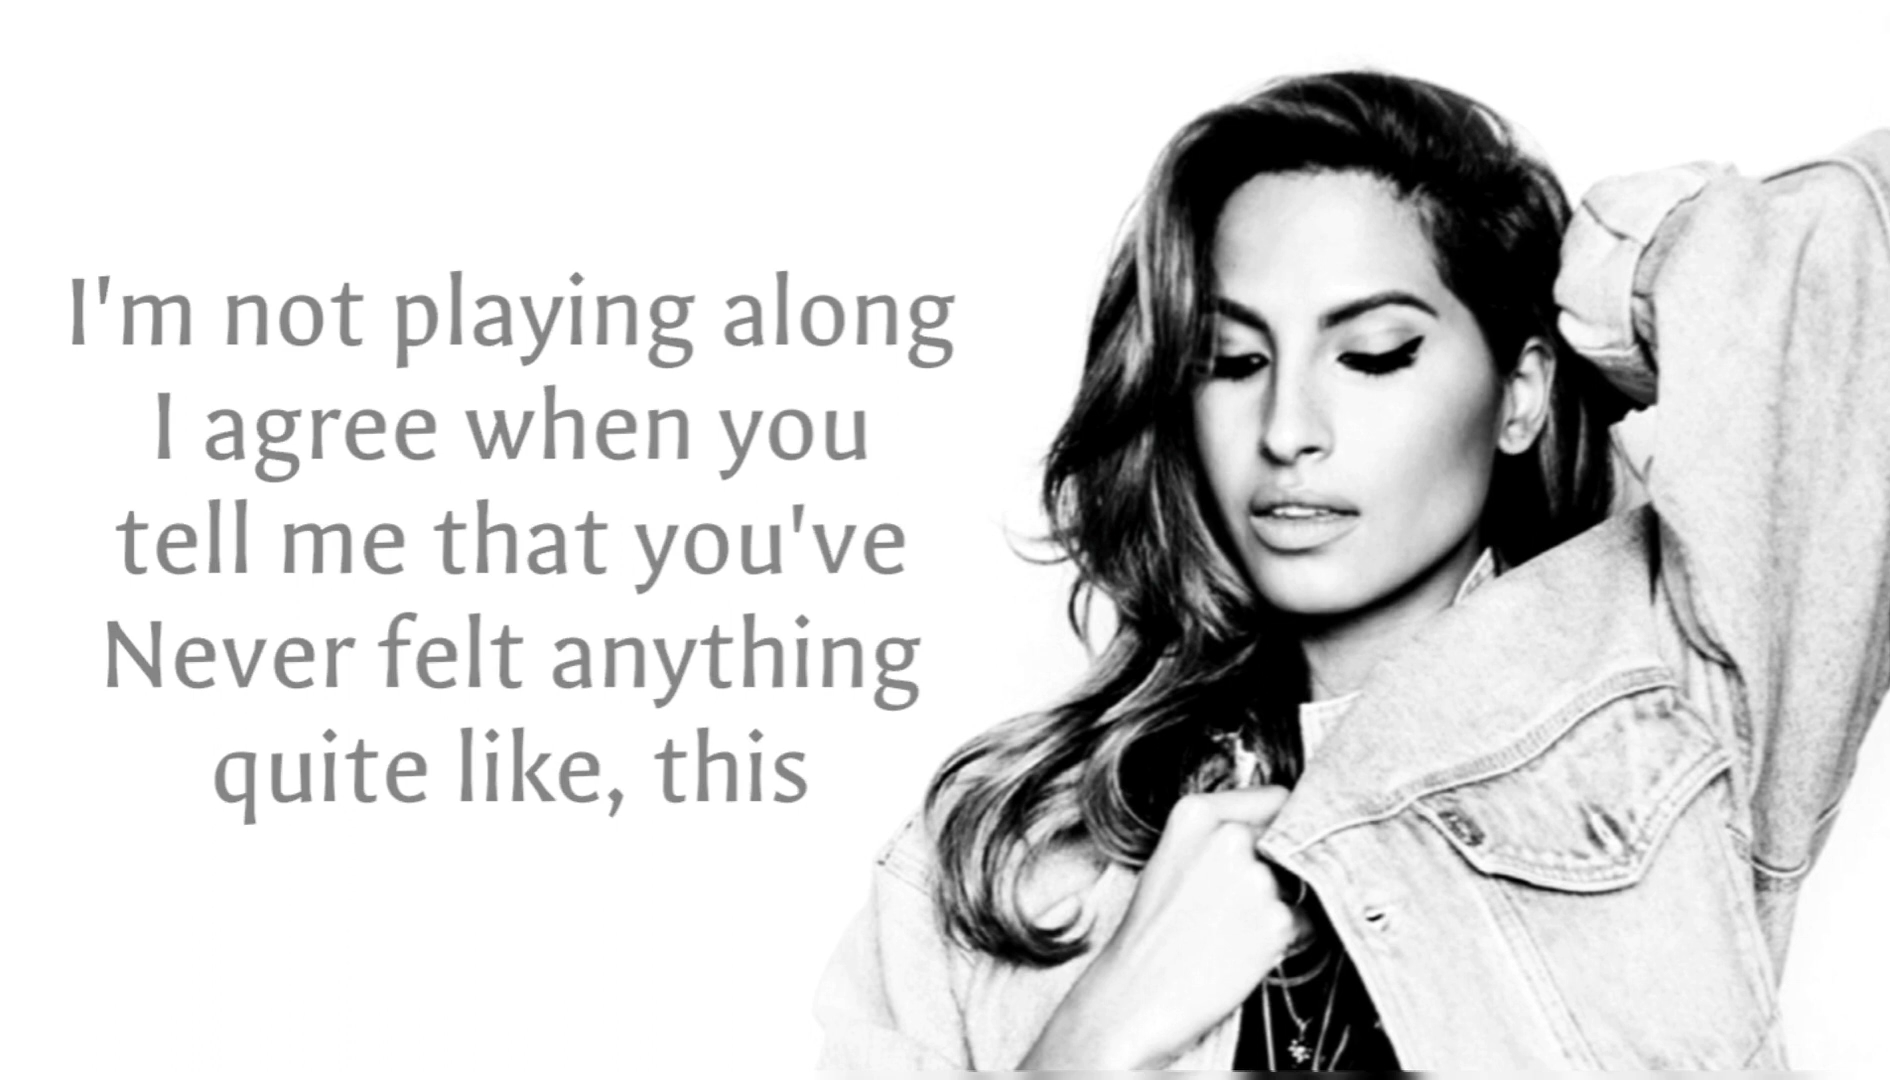 I'm not playing along
I agree when you
tell me that you've
Never felt anything
quite like, this